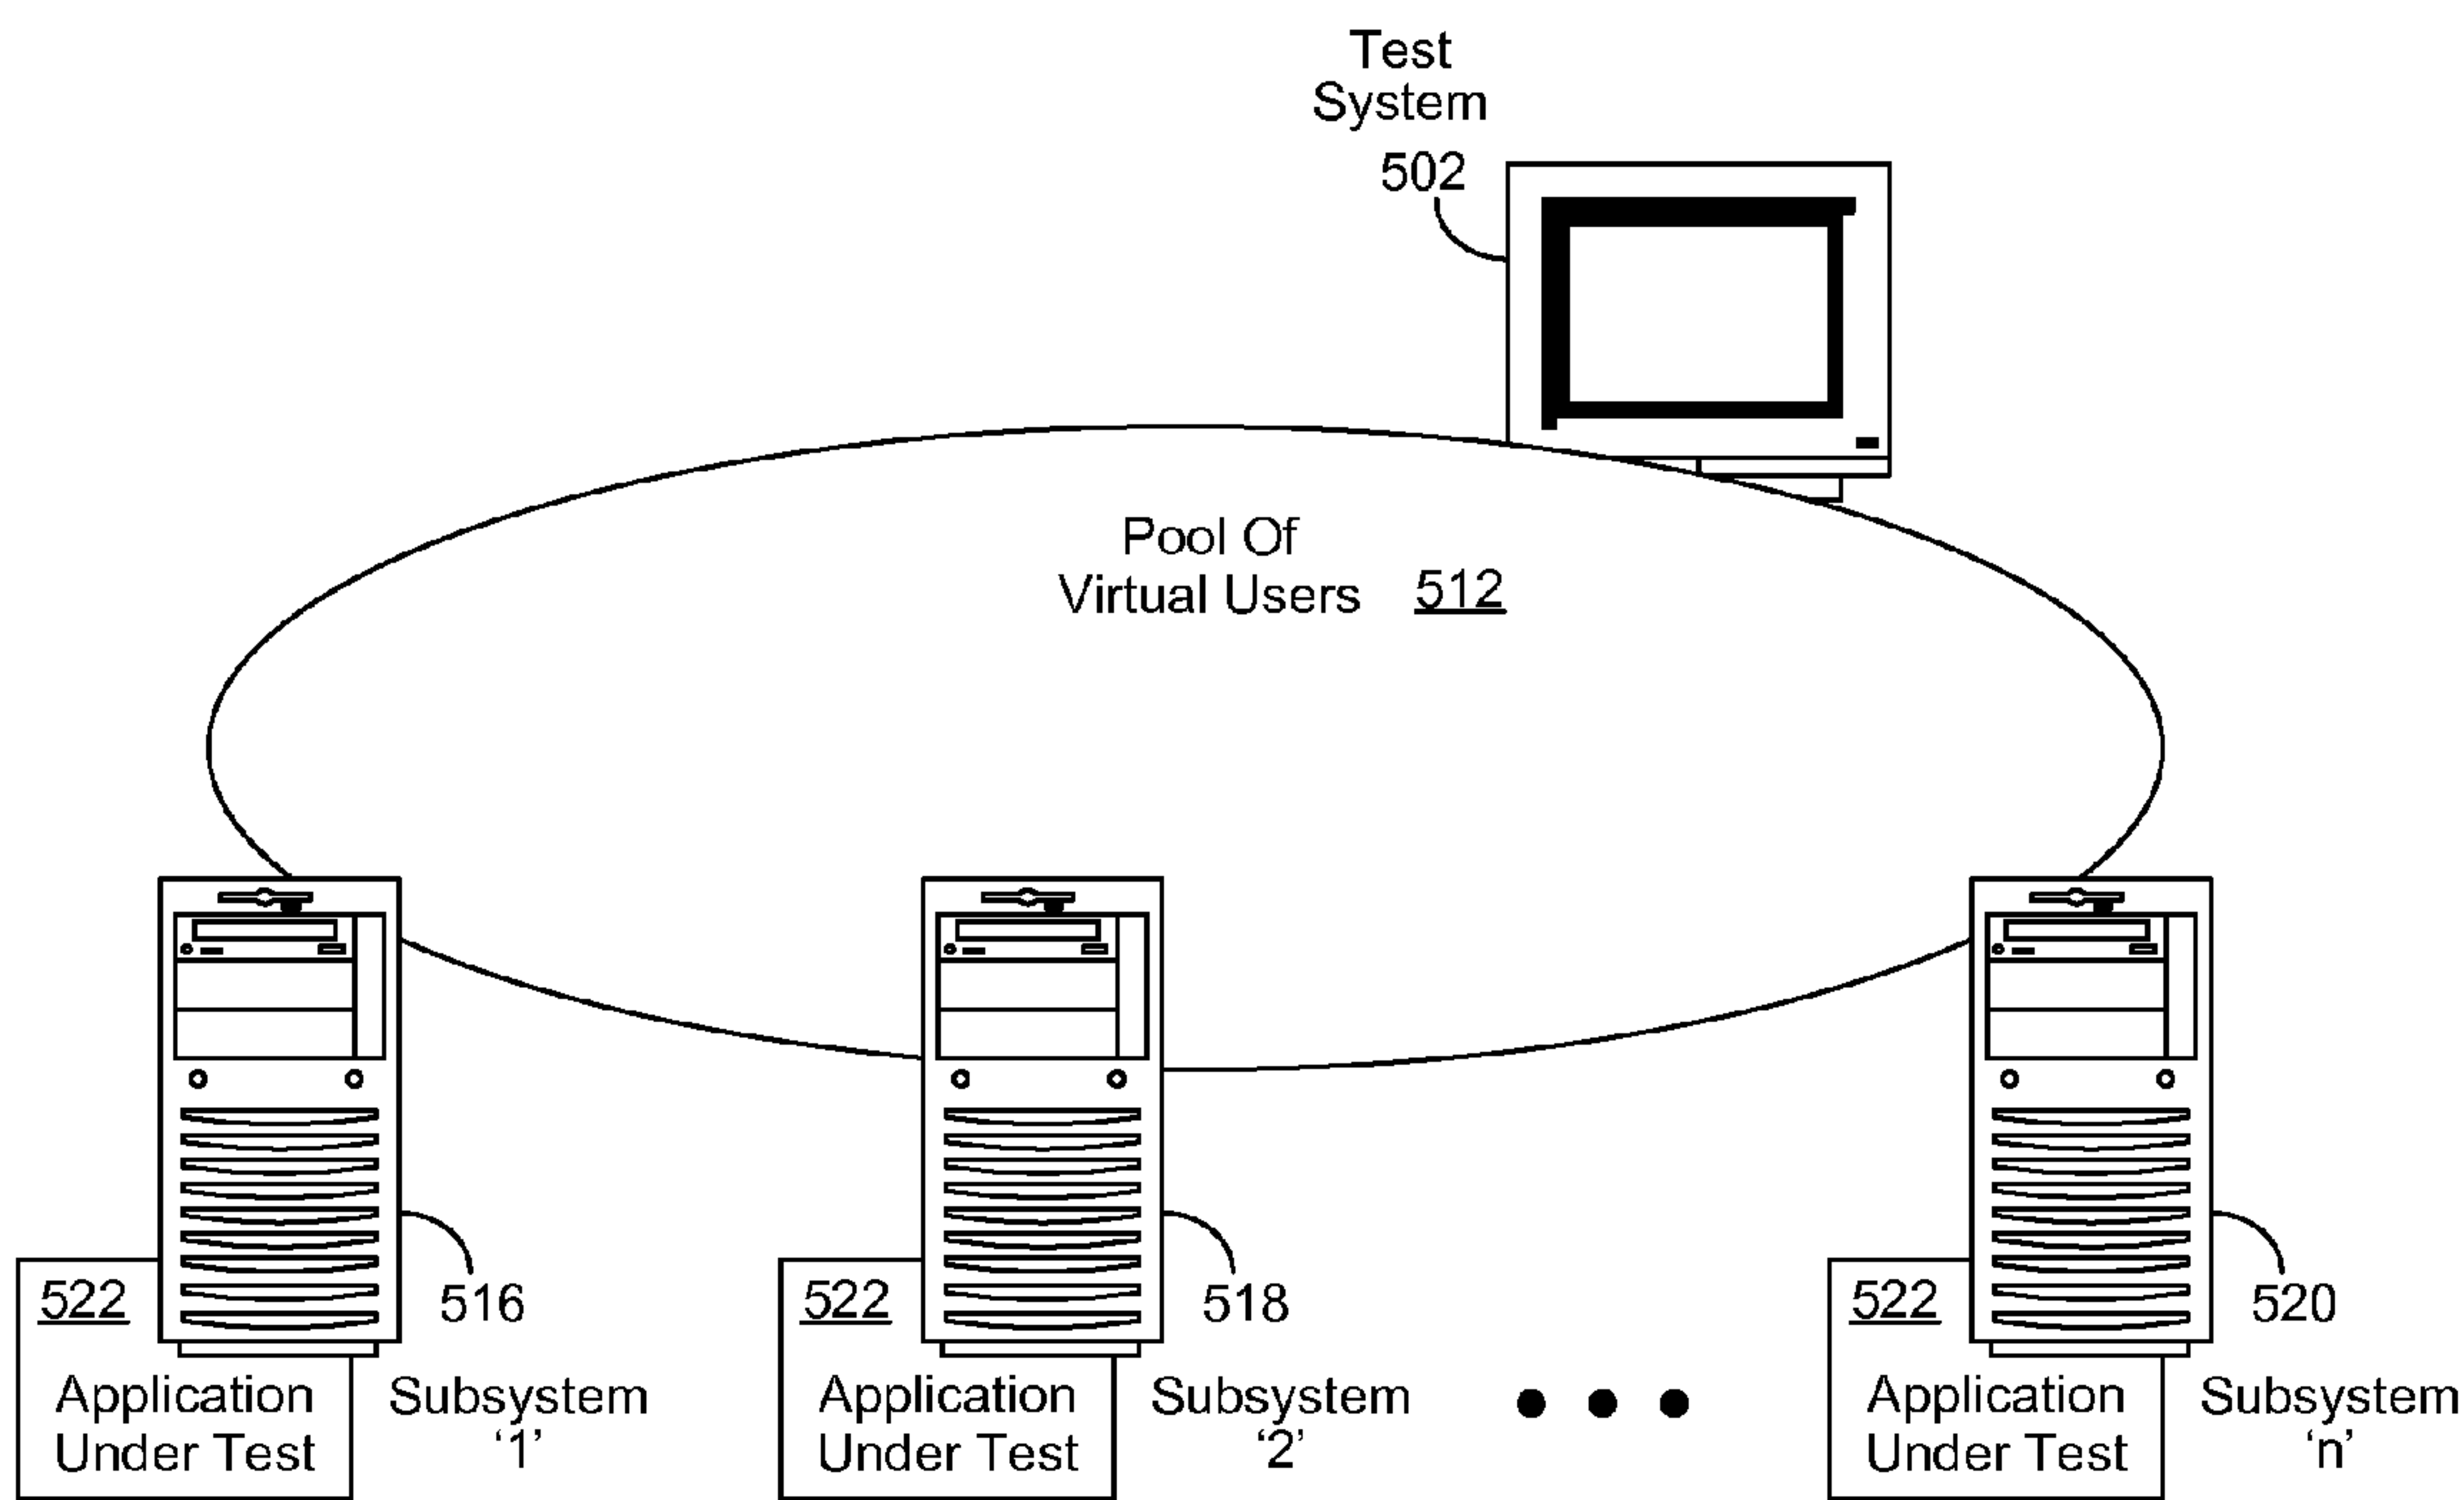 Test
System
502
Pool Of
Virtual Users 512
522
516
Application
Under Test
Subsystem
‘1’
522
518
Application
Under Test
Subsystem
‘2’
522
520
Application
Under Test
Subsystem
‘n’